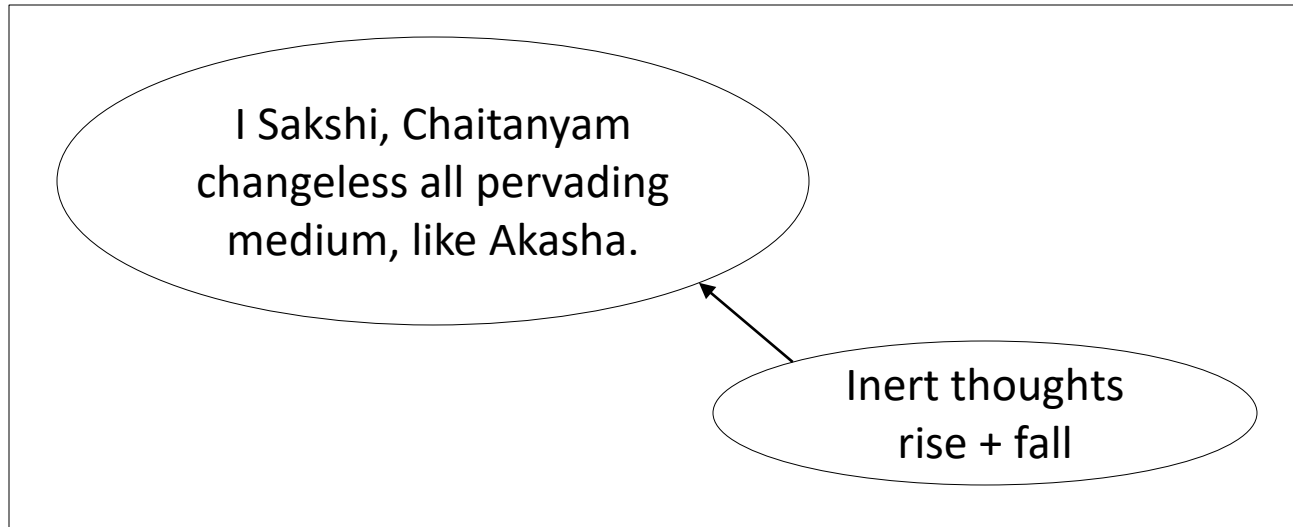 I Sakshi, Chaitanyam
changeless all pervading
medium, like Akasha.
Inert thoughts
rise + fall